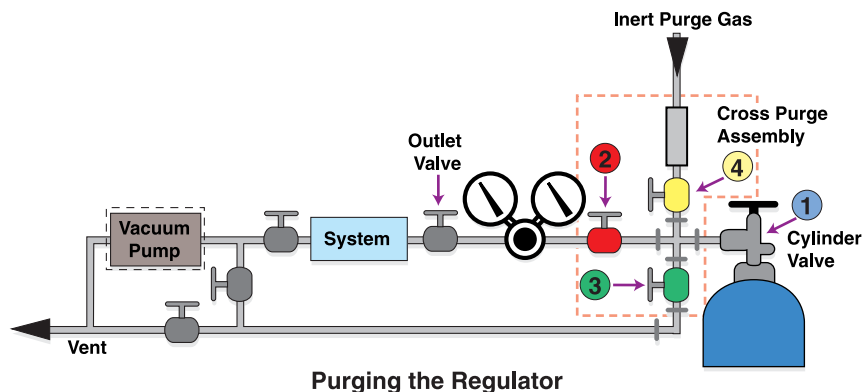 Inert Purge Gas
Cross Purge
Assembly
Outlet
Valve
2
4
1
Vacuum
Pump
System
Cylinder
Valve
3
Vent
Purging the Regulator